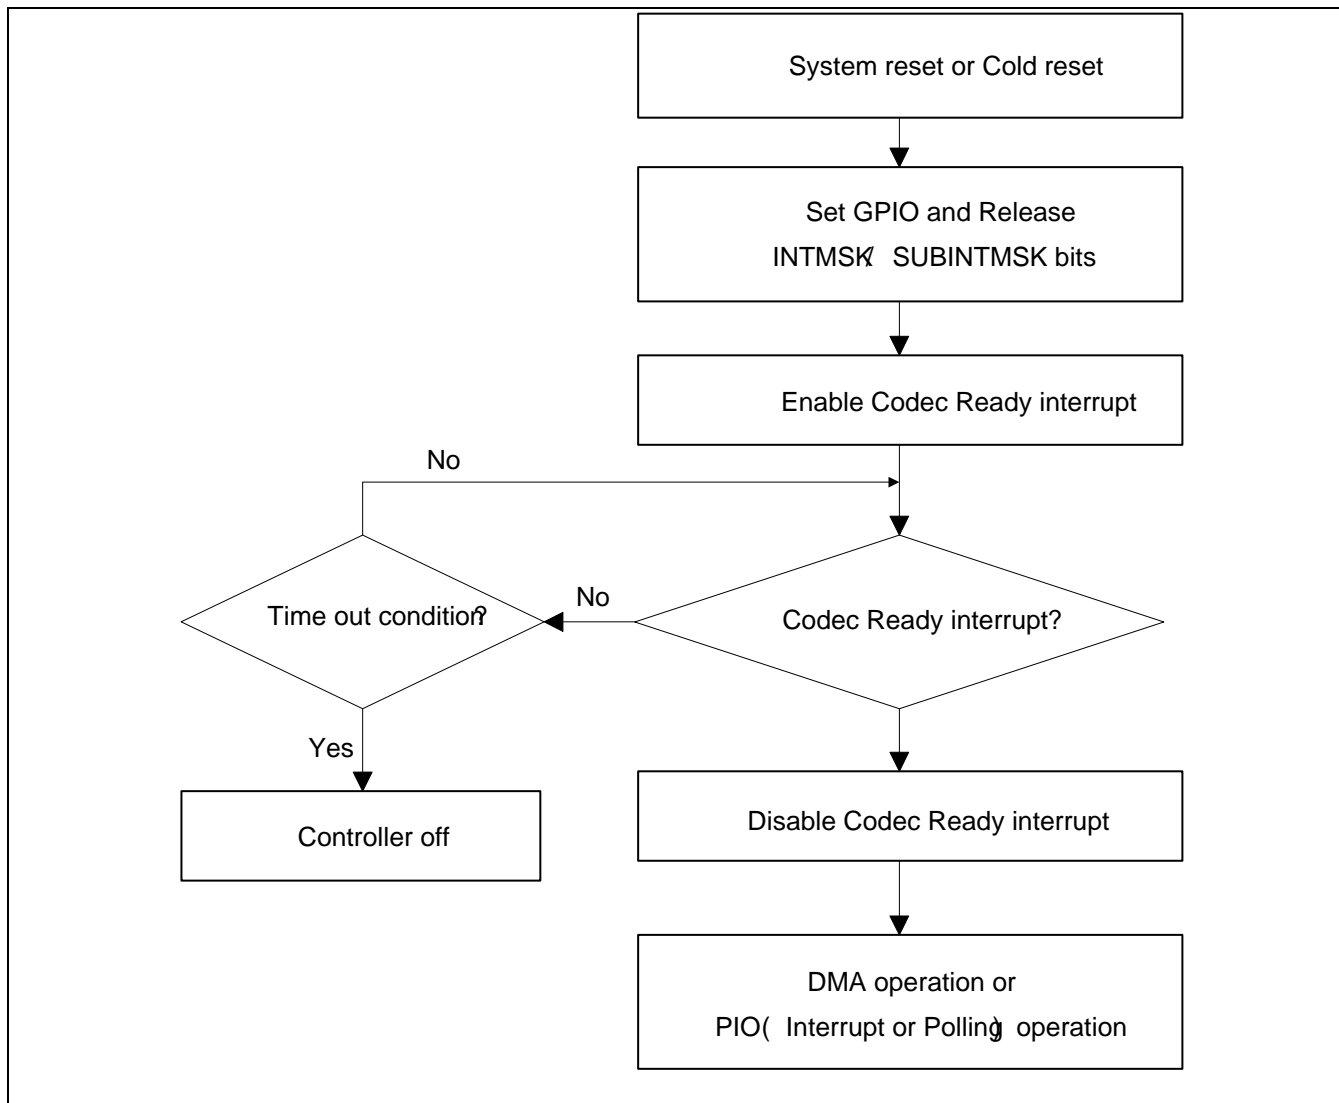 System reset or Cold reset
Set GPIO and Release
INTMSK/ SUBINTMSK bits
Enable Codec Ready interrupt
No
No
Time out condition?
Codec Ready interrupt?
Yes
Disable Codec Ready interrupt
Controller off
DMA operation or
PIO( Interrupt or Polling) operation